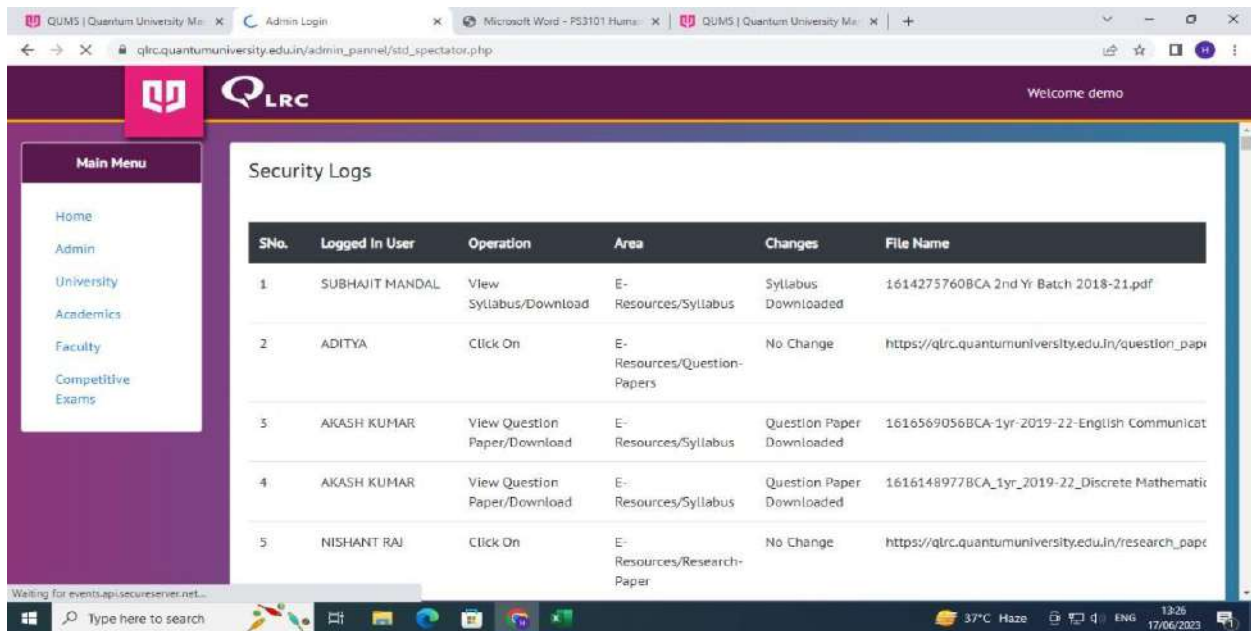 QUMS | Quantum University Ma
Admin Login
Microsoft Word - PS3101 Huma
QUMS | Quantum University Ma
qlrc.quantumuniversity.edu.in/admin_pannel/std_spectator.php
H
QLRC
Welcome demo
Main Menu
Home
Admin
University
Academics
Faculty
Competitive
Exams
Security Logs
SNo. Logged In User Operation Area Changes File Name
1 SUBHAJIT MANDAL View E- Syllabus 1614275760BCA 2nd Yr Batch 2018-21.pdf
Syllabus/Download Resources/Syllabus Downloaded
2 ADITYA Click On E- No Change https://qlrc.quantumuniversity.edu.in/question_pape
Resources/Question-
Papers
3 AKASH KUMAR View Question E- Question Paper 1616569056BCA-1yr-2019-22-English Communicat
Paper/Download Resources/Syllabus Downloaded
4 AKASH KUMAR View Question E- Question Paper 1616148977BCA_1yr_2019-22_Discrete Mathematic
Paper/Download Resources/Syllabus Downloaded
5 NISHANT RAJ Click On E- No Change https://qlrc.quantumuniversity.edu.in/research_pape
Resources/Research-
Paper
Waiting for events.api.secureserver.net...
Type here to search
37°C Haze
ENG
13:26
17/06/2023